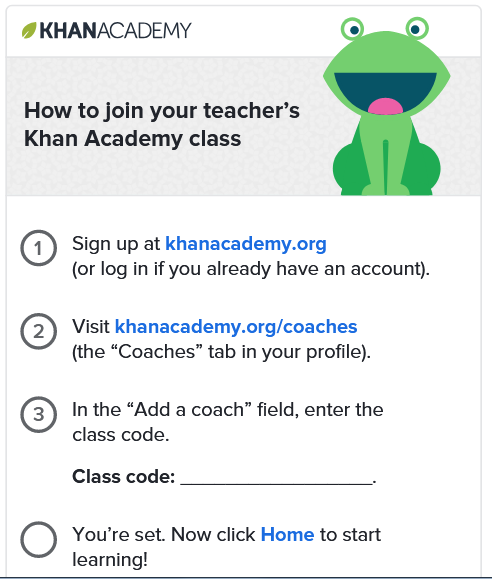 KHANACADEMY
How to join your teacher's
Khan Academy class
1 Sign up at khanacademy.org
(or log in if you already have an account).
2 Visit khanacademy.org/coaches
(the “Coaches” tab in your profile).
3 In the “Add a coach” field, enter the
class code.
Class code: ___________________.
You’re set. Now click Home to start
learning!